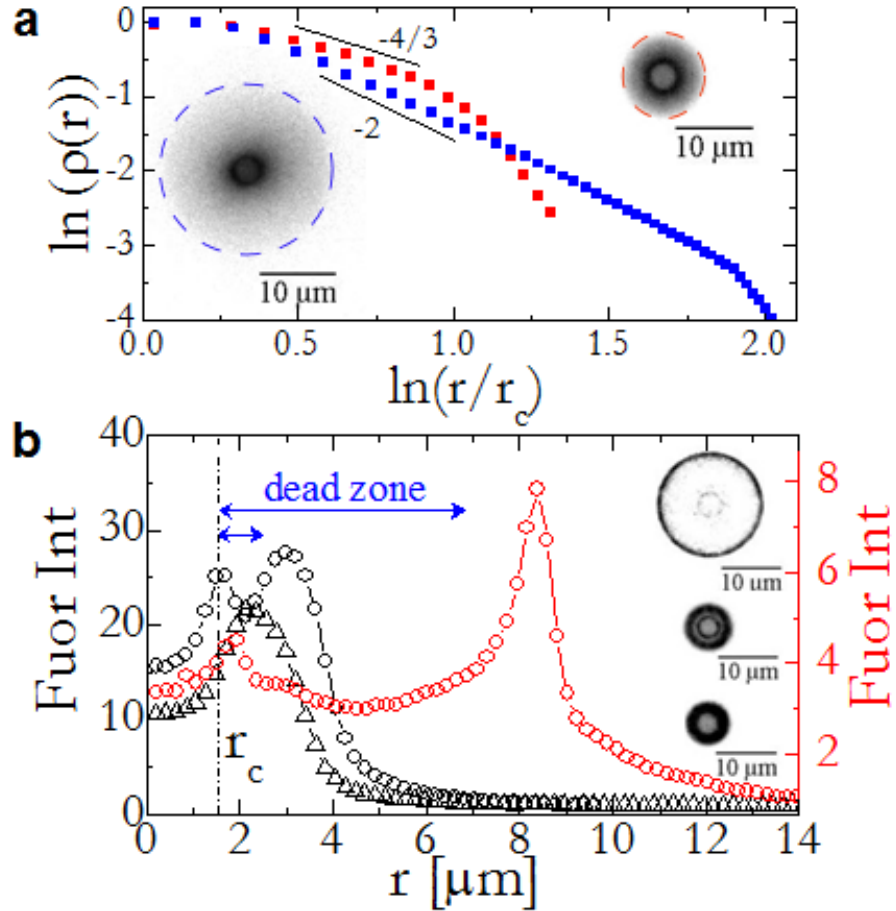 a
0
-1
-2
-3
-4
ln (ρ(r))
-4/3
-2
10 μm
10 μm
0.0 0.5 1.0 1.5 2.0
ln(r/r_c)
b
40
30
20
10
0
Fuor Int
dead zone
r_c
10 μm
10 μm
10 μm
8
6
4
2
Fuor Int
0 2 4 6 8 10 12 14
r [μm]